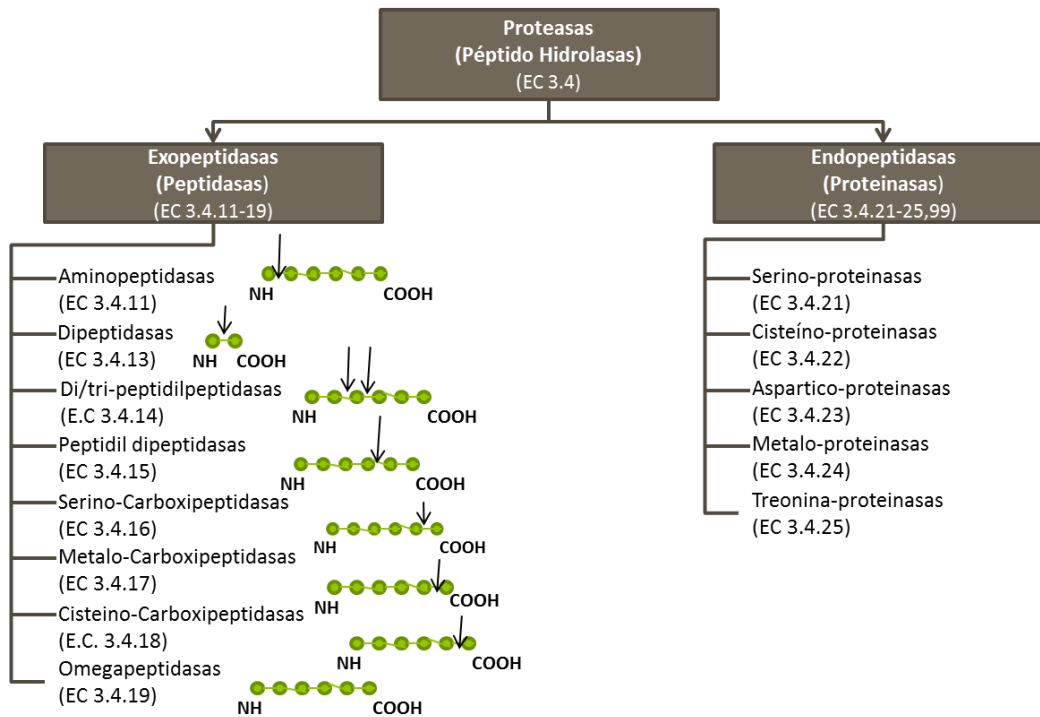 Proteasas
(Péptido Hidrolasas)
(EC 3.4)
Exopeptidasas
(Peptidasas)
(EC 3.4.11-19)
Endopeptidasas
(Proteinasas)
(EC 3.4.21-25,99)
Aminopeptidasas
(EC 3.4.11)
NH COOH
Dipeptidasas
(EC 3.4.13)
NH COOH
Di/tri-peptidilpeptidasas
(E.C 3.4.14)
NH COOH
Peptidil dipeptidasas
(EC 3.4.15)
NH COOH
Serino-Carboxipeptidasas
(EC 3.4.16)
NH COOH
Metalo-Carboxipeptidasas
(EC 3.4.17)
NH COOH
Cisteino-Carboxipeptidasas
(E.C. 3.4.18)
NH COOH
Omegapeptidasas
(EC 3.4.19)
NH COOH
Serino-proteinasas
(EC 3.4.21)
Cisteíno-proteinasas
(EC 3.4.22)
Aspartico-proteinasas
(EC 3.4.23)
Metalo-proteinasas
(EC 3.4.24)
Treonina-proteinasas
(EC 3.4.25)